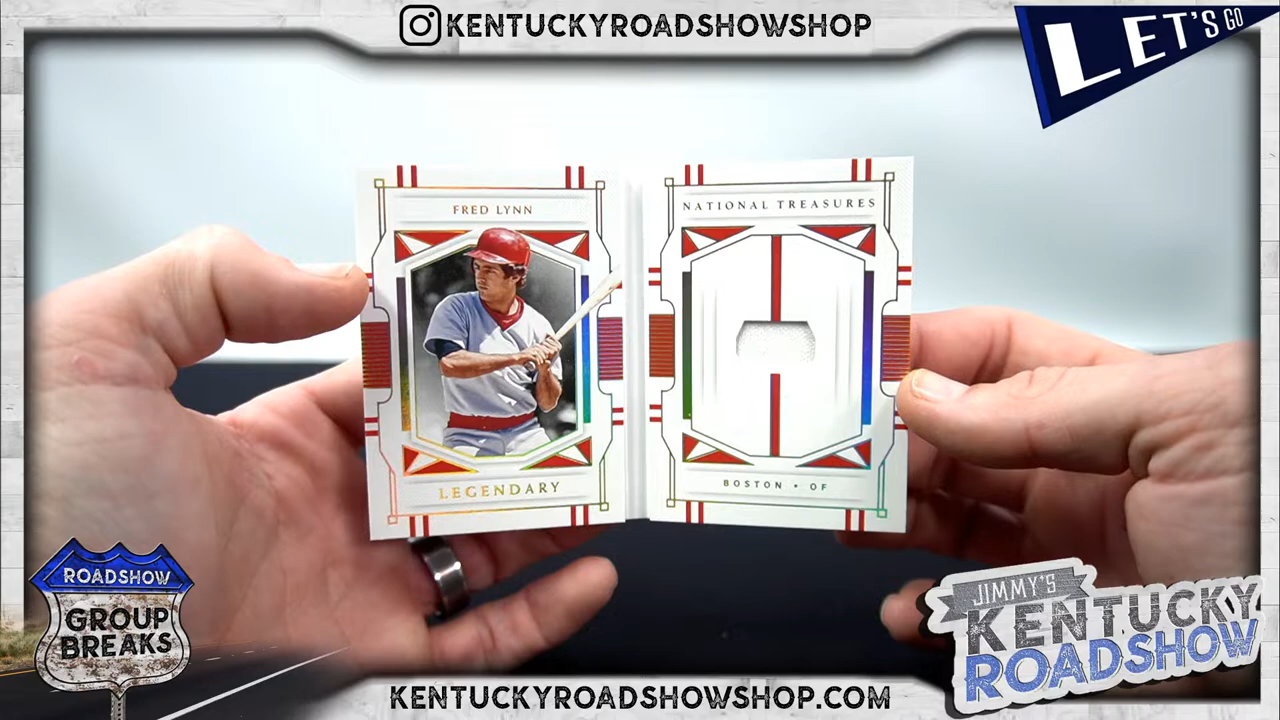 KENTUCKYROADSHOWSHOP
LET'S GO
FRED LYNN
NATIONAL TREASURES
LEGENDARY
BOSTON • OF
ROADSHOW
GROUP
BREAKS
JIMMY'S
KENTUCKY
ROADSHOW
KENTUCKYROADSHOWSHOP.COM